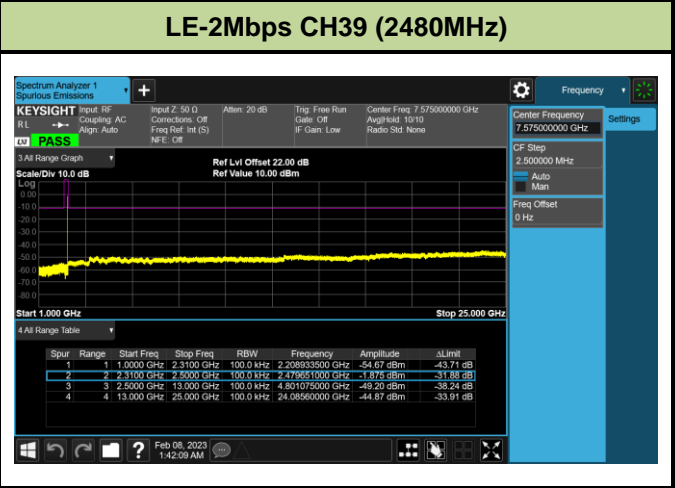 LE-2Mbps CH39 (2480MHz)
Spectrum Analyzer 1
Spurious Emissions
Frequency
KEYSIGHT Input: RF Input Z: 50 Ω Atten: 20 dB Trig: Free Run Center Freq: 7.575000000 GHz
RL Coupling: AC Corrections: Off Gate: Off Avg|Hold: 10/10
Align: Auto Freq Ref: Int (S) IF Gain: Low Radio Std: None
LXI PASS NFE: Off
Center Frequency Settings
7.575000000 GHz
CF Step
2.500000 MHz
Auto
Man
Freq Offset
0 Hz
3 All Range Graph
Ref Lvl Offset 22.00 dB
Scale/Div 10.0 dB Ref Value 10.00 dBm
Log
0.00
-10.0
-20.0
-30.0
-40.0
-50.0
-60.0
-70.0
-80.0
Start 1.000 GHz Stop 25.000 GHz
4 All Range Table
Spur Range Start Freq Stop Freq RBW Frequency Amplitude ΔLimit
1 1 1.0000 GHz 2.3100 GHz 100.0 kHz 2.208933500 GHz -54.67 dBm -43.71 dB
2 2 2.3100 GHz 2.5000 GHz 100.0 kHz 2.479651000 GHz -1.875 dBm -31.88 dB
3 3 2.5000 GHz 13.000 GHz 100.0 kHz 4.801075000 GHz -49.20 dBm -38.24 dB
4 4 13.000 GHz 25.000 GHz 100.0 kHz 24.08560000 GHz -44.87 dBm -33.91 dB
? Feb 08, 2023
1:42:09 AM